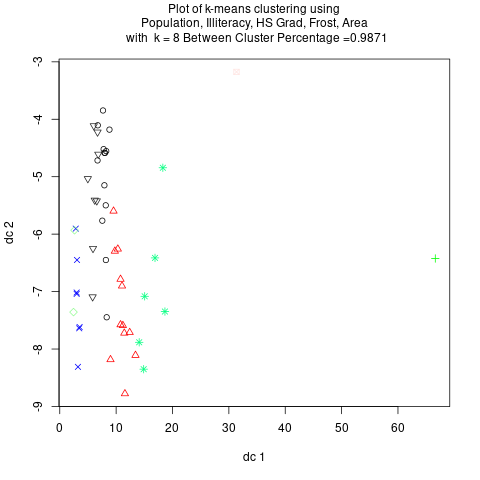 Plot of k-means clustering using
Population, Illiteracy, HS Grad, Frost, Area
with k = 8 Between Cluster Percentage =0.9871
-3
-4
-5
-6
-7
-8
-9
dc 2
0
10
20
30
40
50
60
dc 1